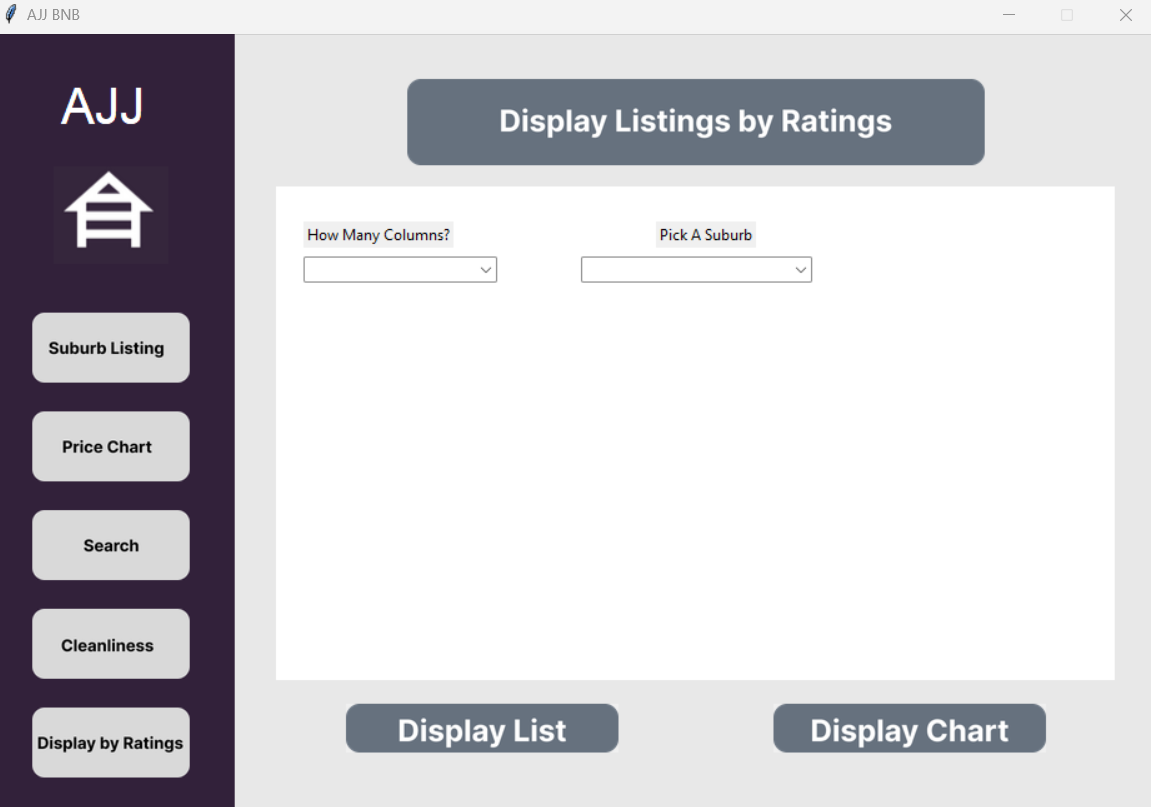 AJJ BNB
AJJ
Suburb Listing
Price Chart
Search
Cleanliness
Display by Ratings
Display Listings by Ratings
How Many Columns?
Pick A Suburb
Display List
Display Chart